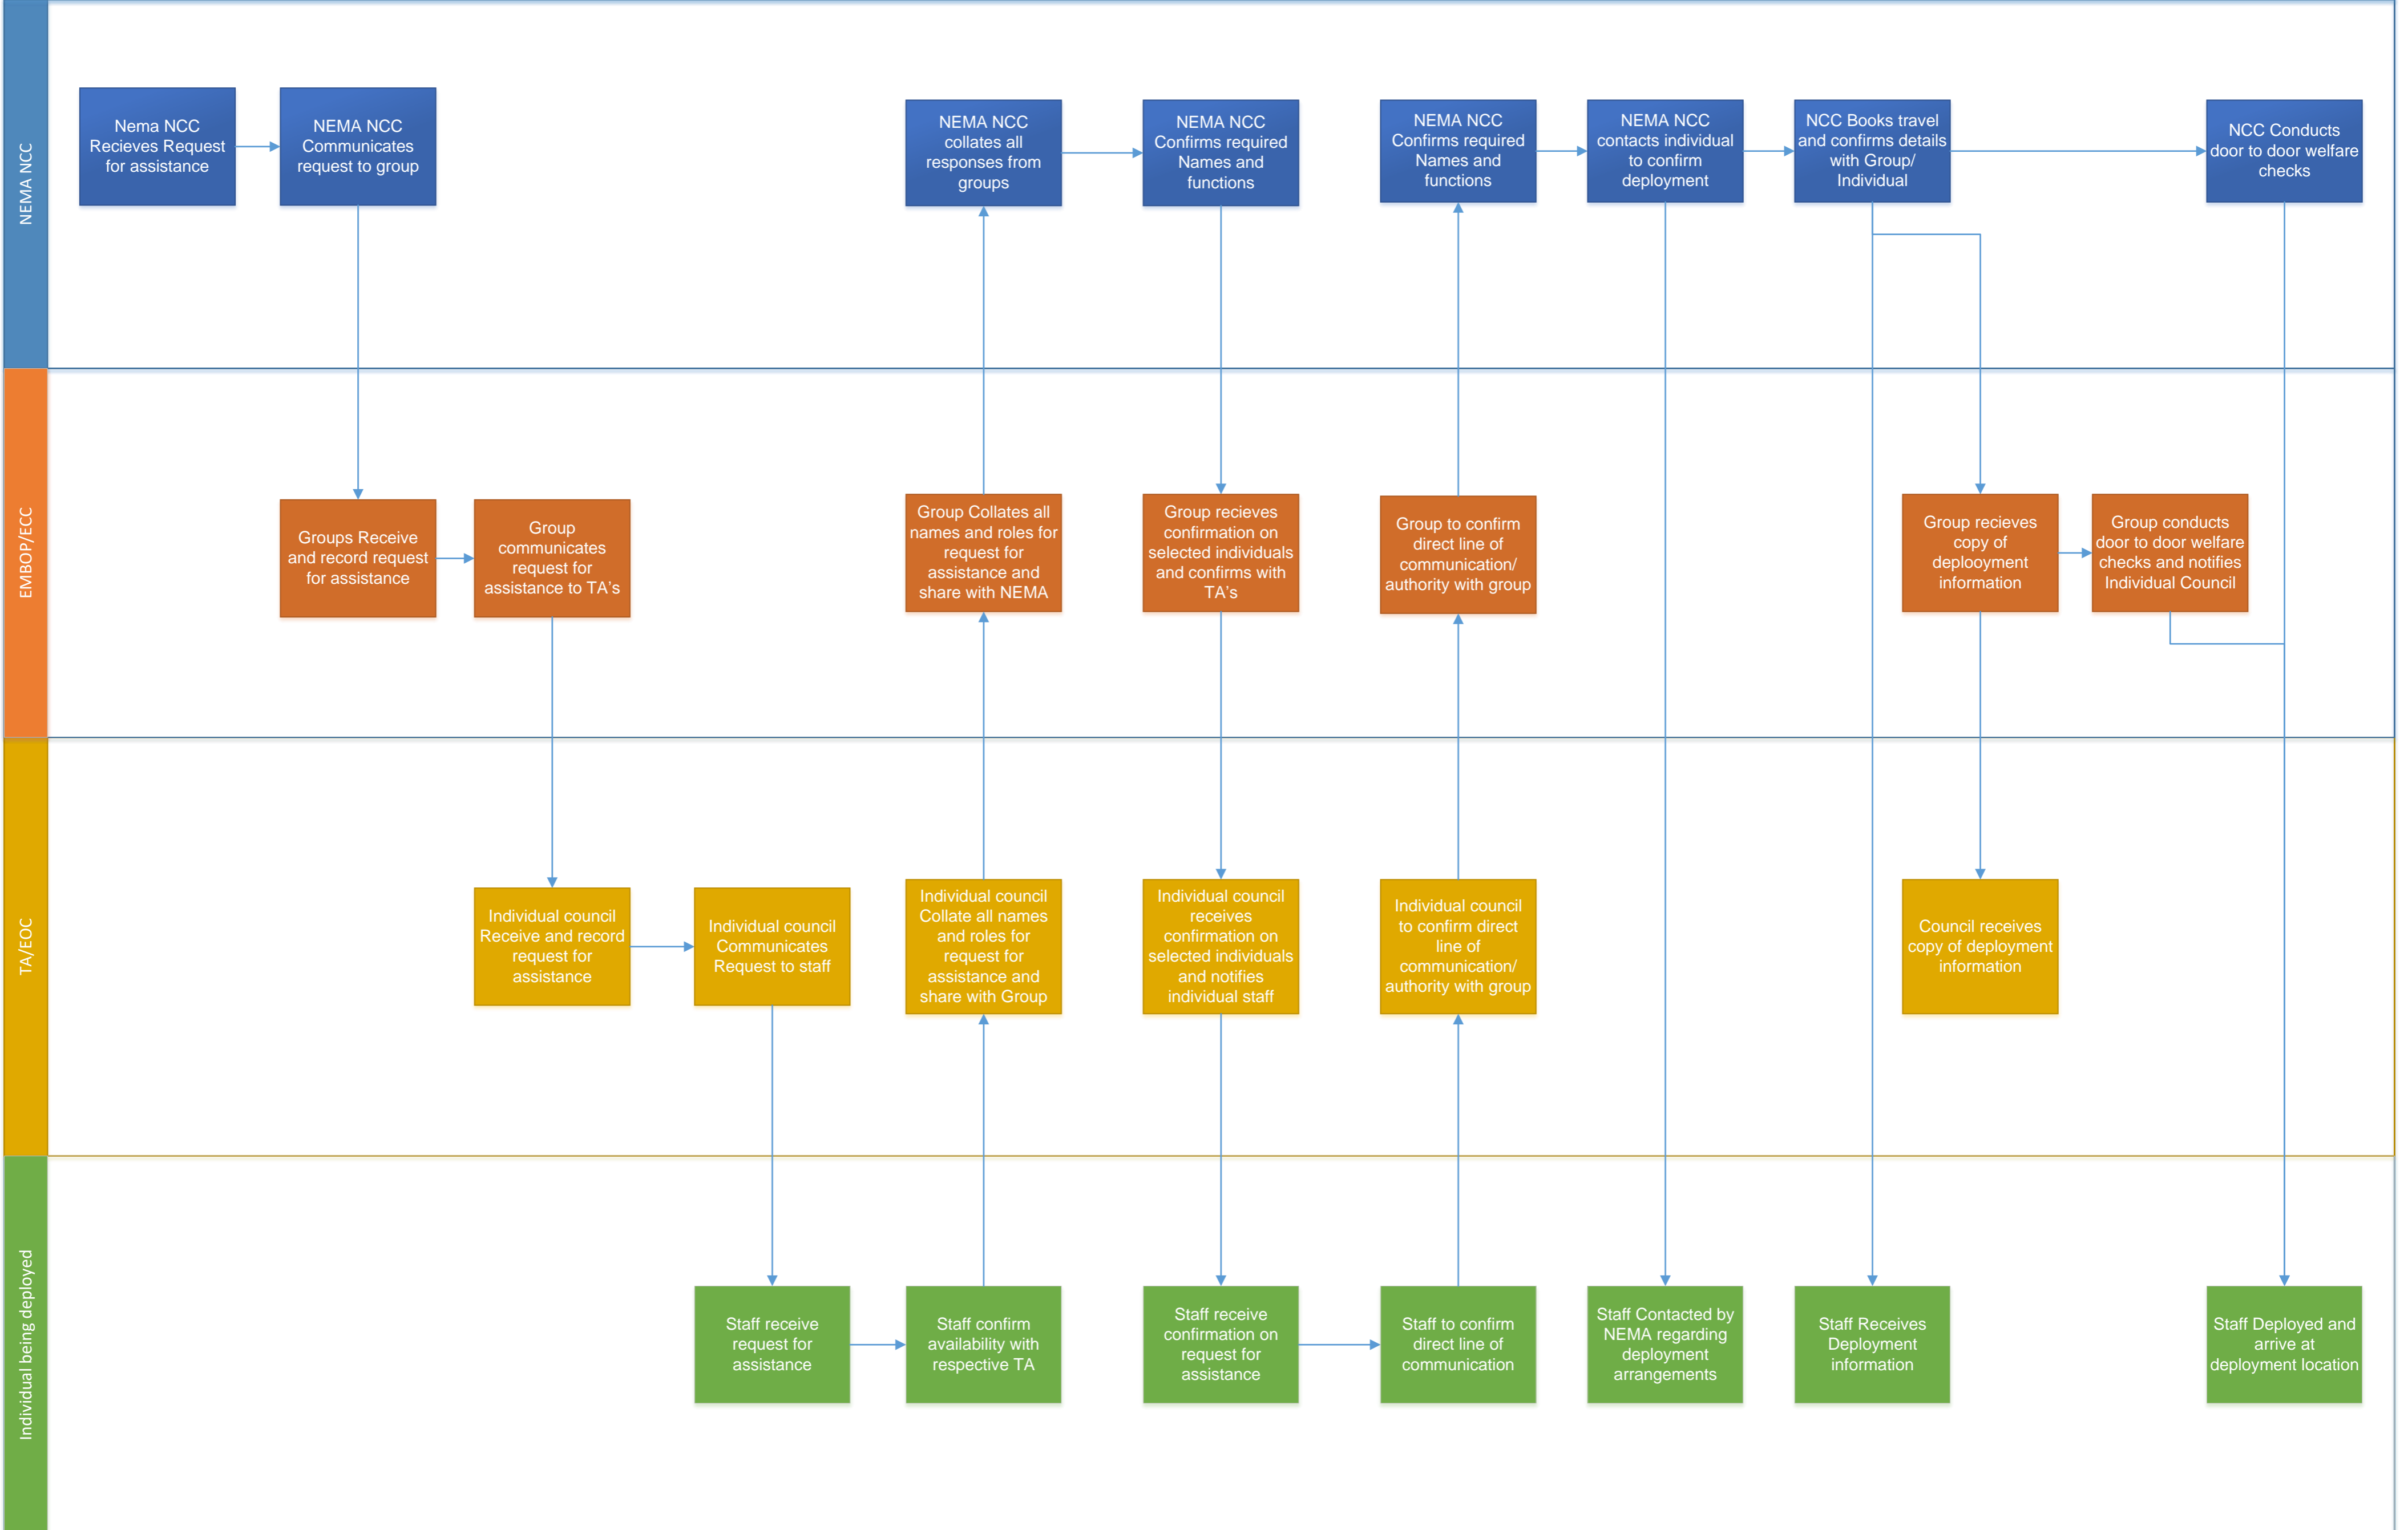 NEMA NCC
Nema NCC
Recieves Request
for assistance
NEMA NCC
Communicates
request to group
NEMA NCC
collates all
responses from
groups
NEMA NCC
Confirms required
Names and
functions
NEMA NCC
Confirms required
Names and
functions
NEMA NCC
contacts individual
to confirm
deployment
NCC Books travel
and confirms details
with Group/
Individual
NCC Conducts
door to door welfare
checks
EMBOP/ECC
Groups Receive
and record request
for assistance
Group
communicates
request for
assistance to TA’s
Group Collates all
names and roles for
request for
assistance and
share with NEMA
Group recieves
confirmation on
selected individuals
and confirms with
TA’s
Group to confirm
direct line of
communication/
authority with group
Group recieves
copy of
deplooyment
information
Group conducts
door to door welfare
checks and notifies
Individual Council
TA/EOC
Individual council
Receive and record
request for
assistance
Individual council
Communicates
Request to staff
Individual council
Collate all names
and roles for
request for
assistance and
share with Group
Individual council
receives
confirmation on
selected individuals
and notifies
individual staff
Individual council
to confirm direct
line of
communication/
authority with group
Council receives
copy of deployment
information
Individual being deployed
Staff receive
request for
assistance
Staff confirm
availability with
respective TA
Staff receive
confirmation on
request for
assistance
Staff to confirm
direct line of
communication
Staff Contacted by
NEMA regarding
deployment
arrangements
Staff Receives
Deployment
information
Staff Deployed and
arrive at
deployment location